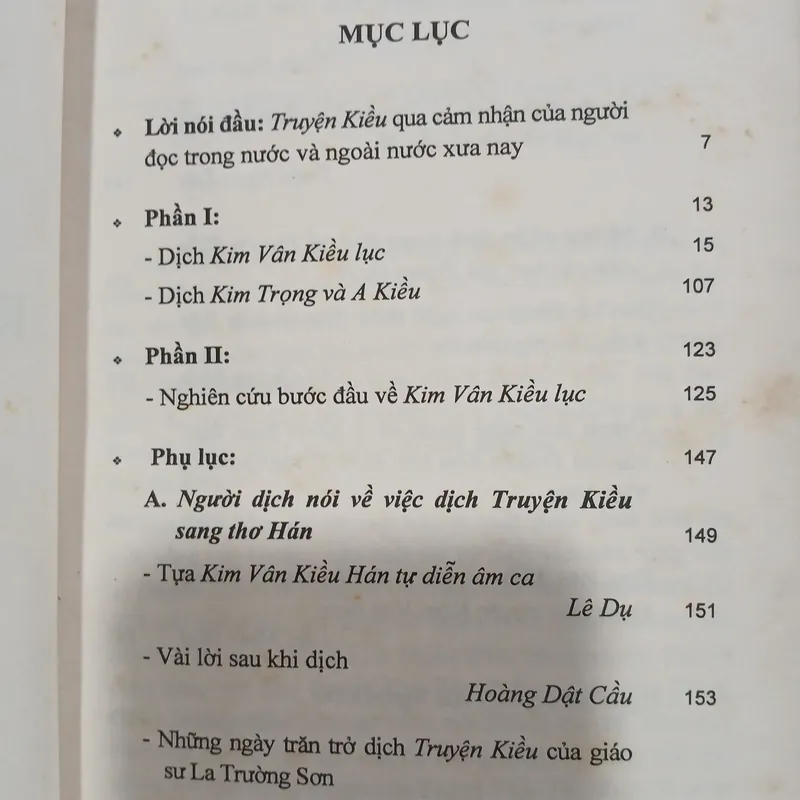 MỤC LỤC
❖ Lời nói đầu: Truyện Kiều qua cảm nhận của người
đọc trong nước và ngoài nước xưa nay 7
❖ Phần I: 13
- Dịch Kim Vân Kiều lục 15
- Dịch Kim Trọng và A Kiều 107
❖ Phần II: 123
- Nghiên cứu bước đầu về Kim Vân Kiều lục 125
❖ Phụ lục: 147
A. Người dịch nói về việc dịch Truyện Kiều
sang thơ Hán 149
- Tựa Kim Vân Kiều Hán tự diễn âm ca
Lê Dụ 151
- Vài lời sau khi dịch
Hoàng Dật Cầu 153
- Những ngày trăn trở dịch Truyện Kiều của giáo
sư La Trường Sơn